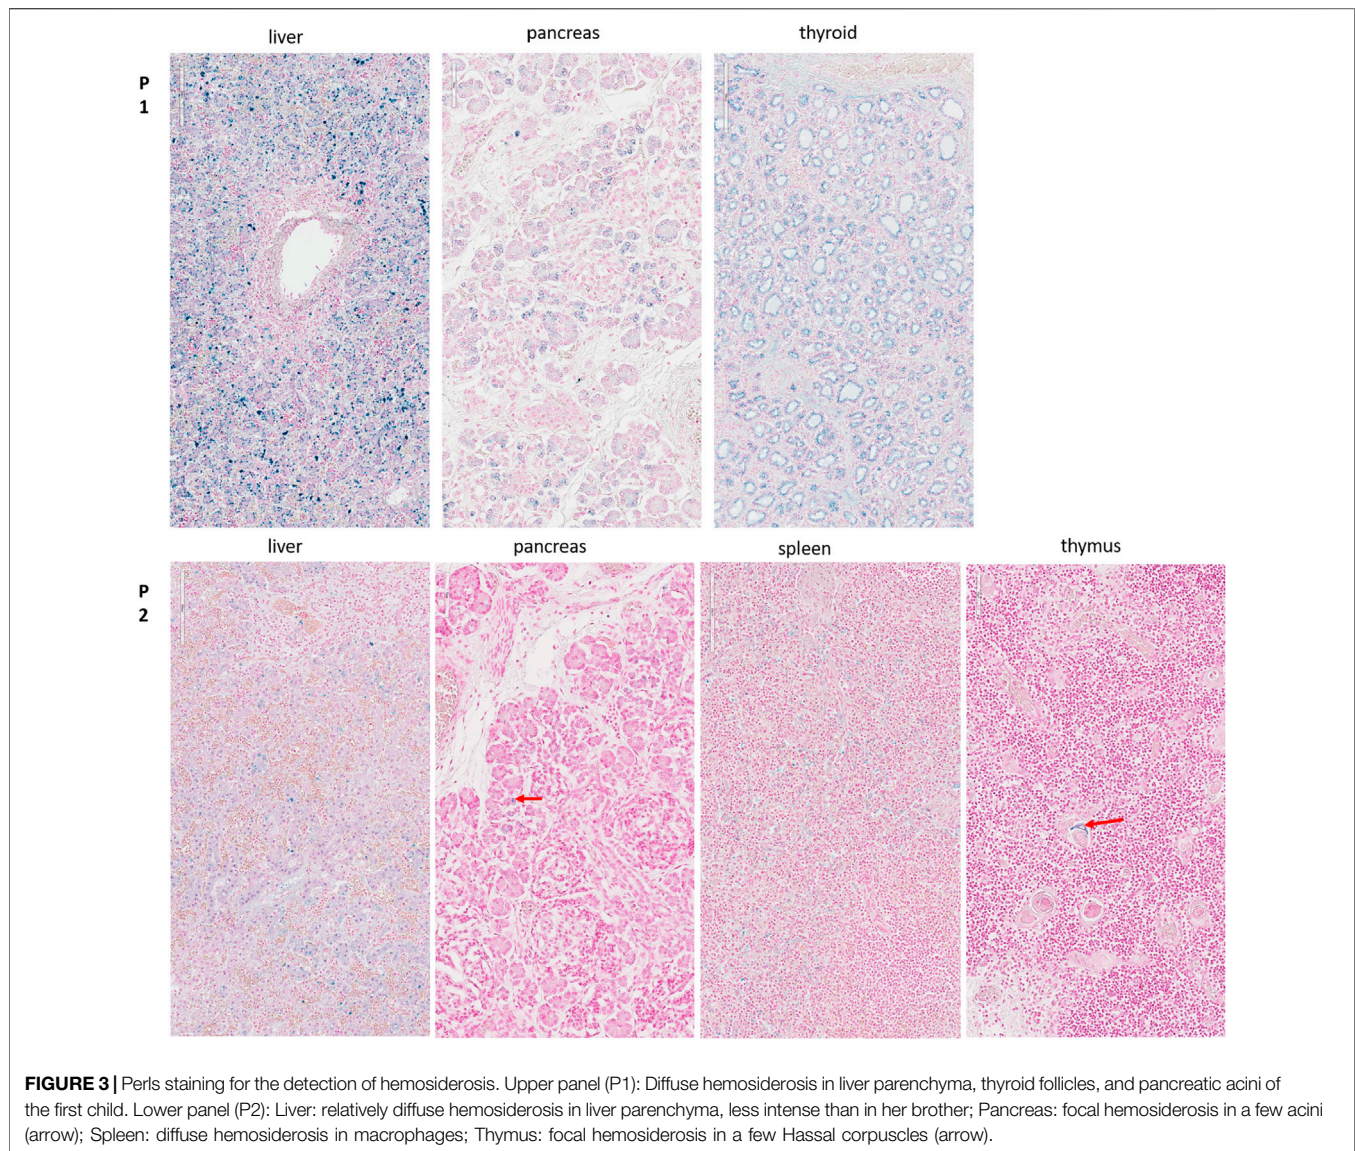 liver pancreas thyroid
P
1
liver pancreas spleen thymus
P
2
FIGURE 3 | Perls staining for the detection of hemosiderosis. Upper panel (P1): Diffuse hemosiderosis in liver parenchyma, thyroid follicles, and pancreatic acini of
the first child. Lower panel (P2): Liver: relatively diffuse hemosiderosis in liver parenchyma, less intense than in her brother; Pancreas: focal hemosiderosis in a few acini
(arrow); Spleen: diffuse hemosiderosis in macrophages; Thymus: focal hemosiderosis in a few Hassal corpuscles (arrow).